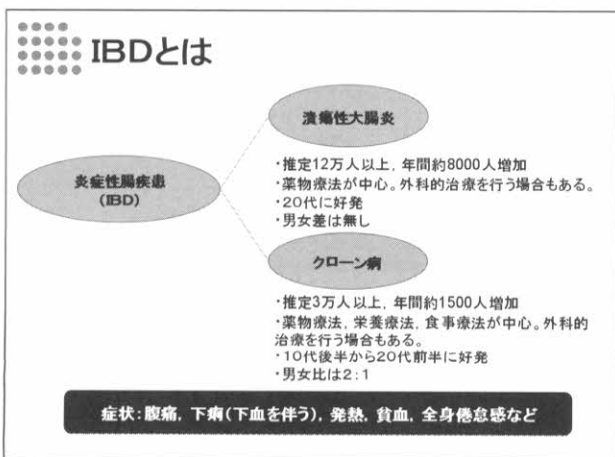 IBDとは
潰瘍性大腸炎
・推定12万人以上，年間約8000人増加
・薬物療法が中心。外科的治療を行う場合もある。
・20代に好発
・男女差は無し
炎症性腸疾患
(IBD)
クローン病
・推定3万人以上，年間約1500人増加
・薬物療法，栄養療法，食事療法が中心。外科的
治療を行う場合もある。
・10代後半から20代前半に好発
・男女比は2：1
症状：腹痛，下痢(下血を伴う)，発熱，貧血，全身倦怠感など